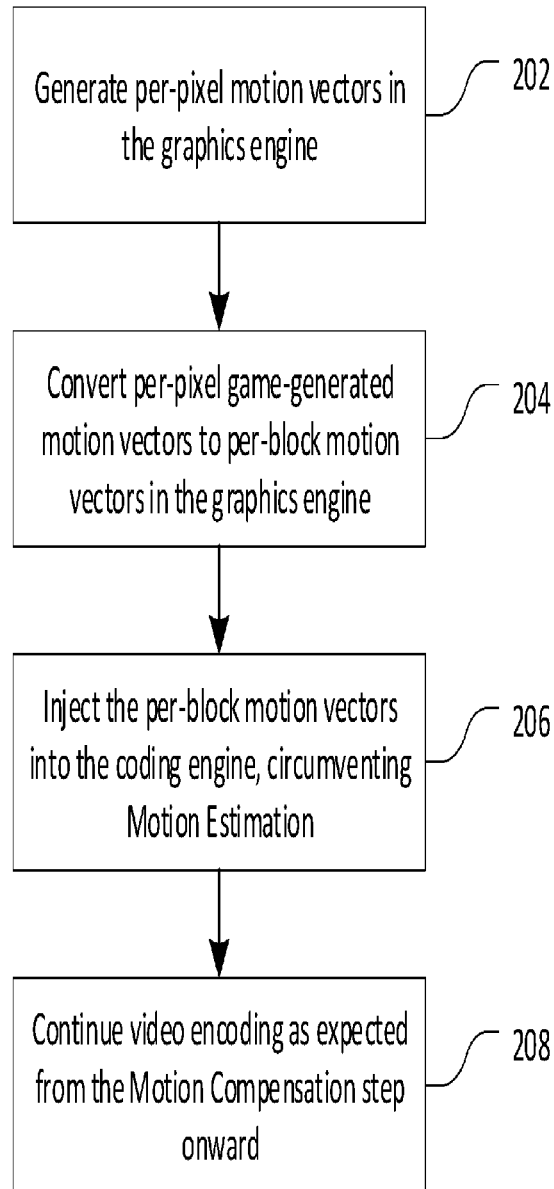 Generate per-pixel motion vectors in
the graphics engine
202
Convert per-pixel game-generated
motion vectors to per-block motion
vectors in the graphics engine
204
Inject the per-block motion vectors
into the coding engine, circumventing
Motion Estimation
206
Continue video encoding as expected
from the Motion Compensation step
onward
208